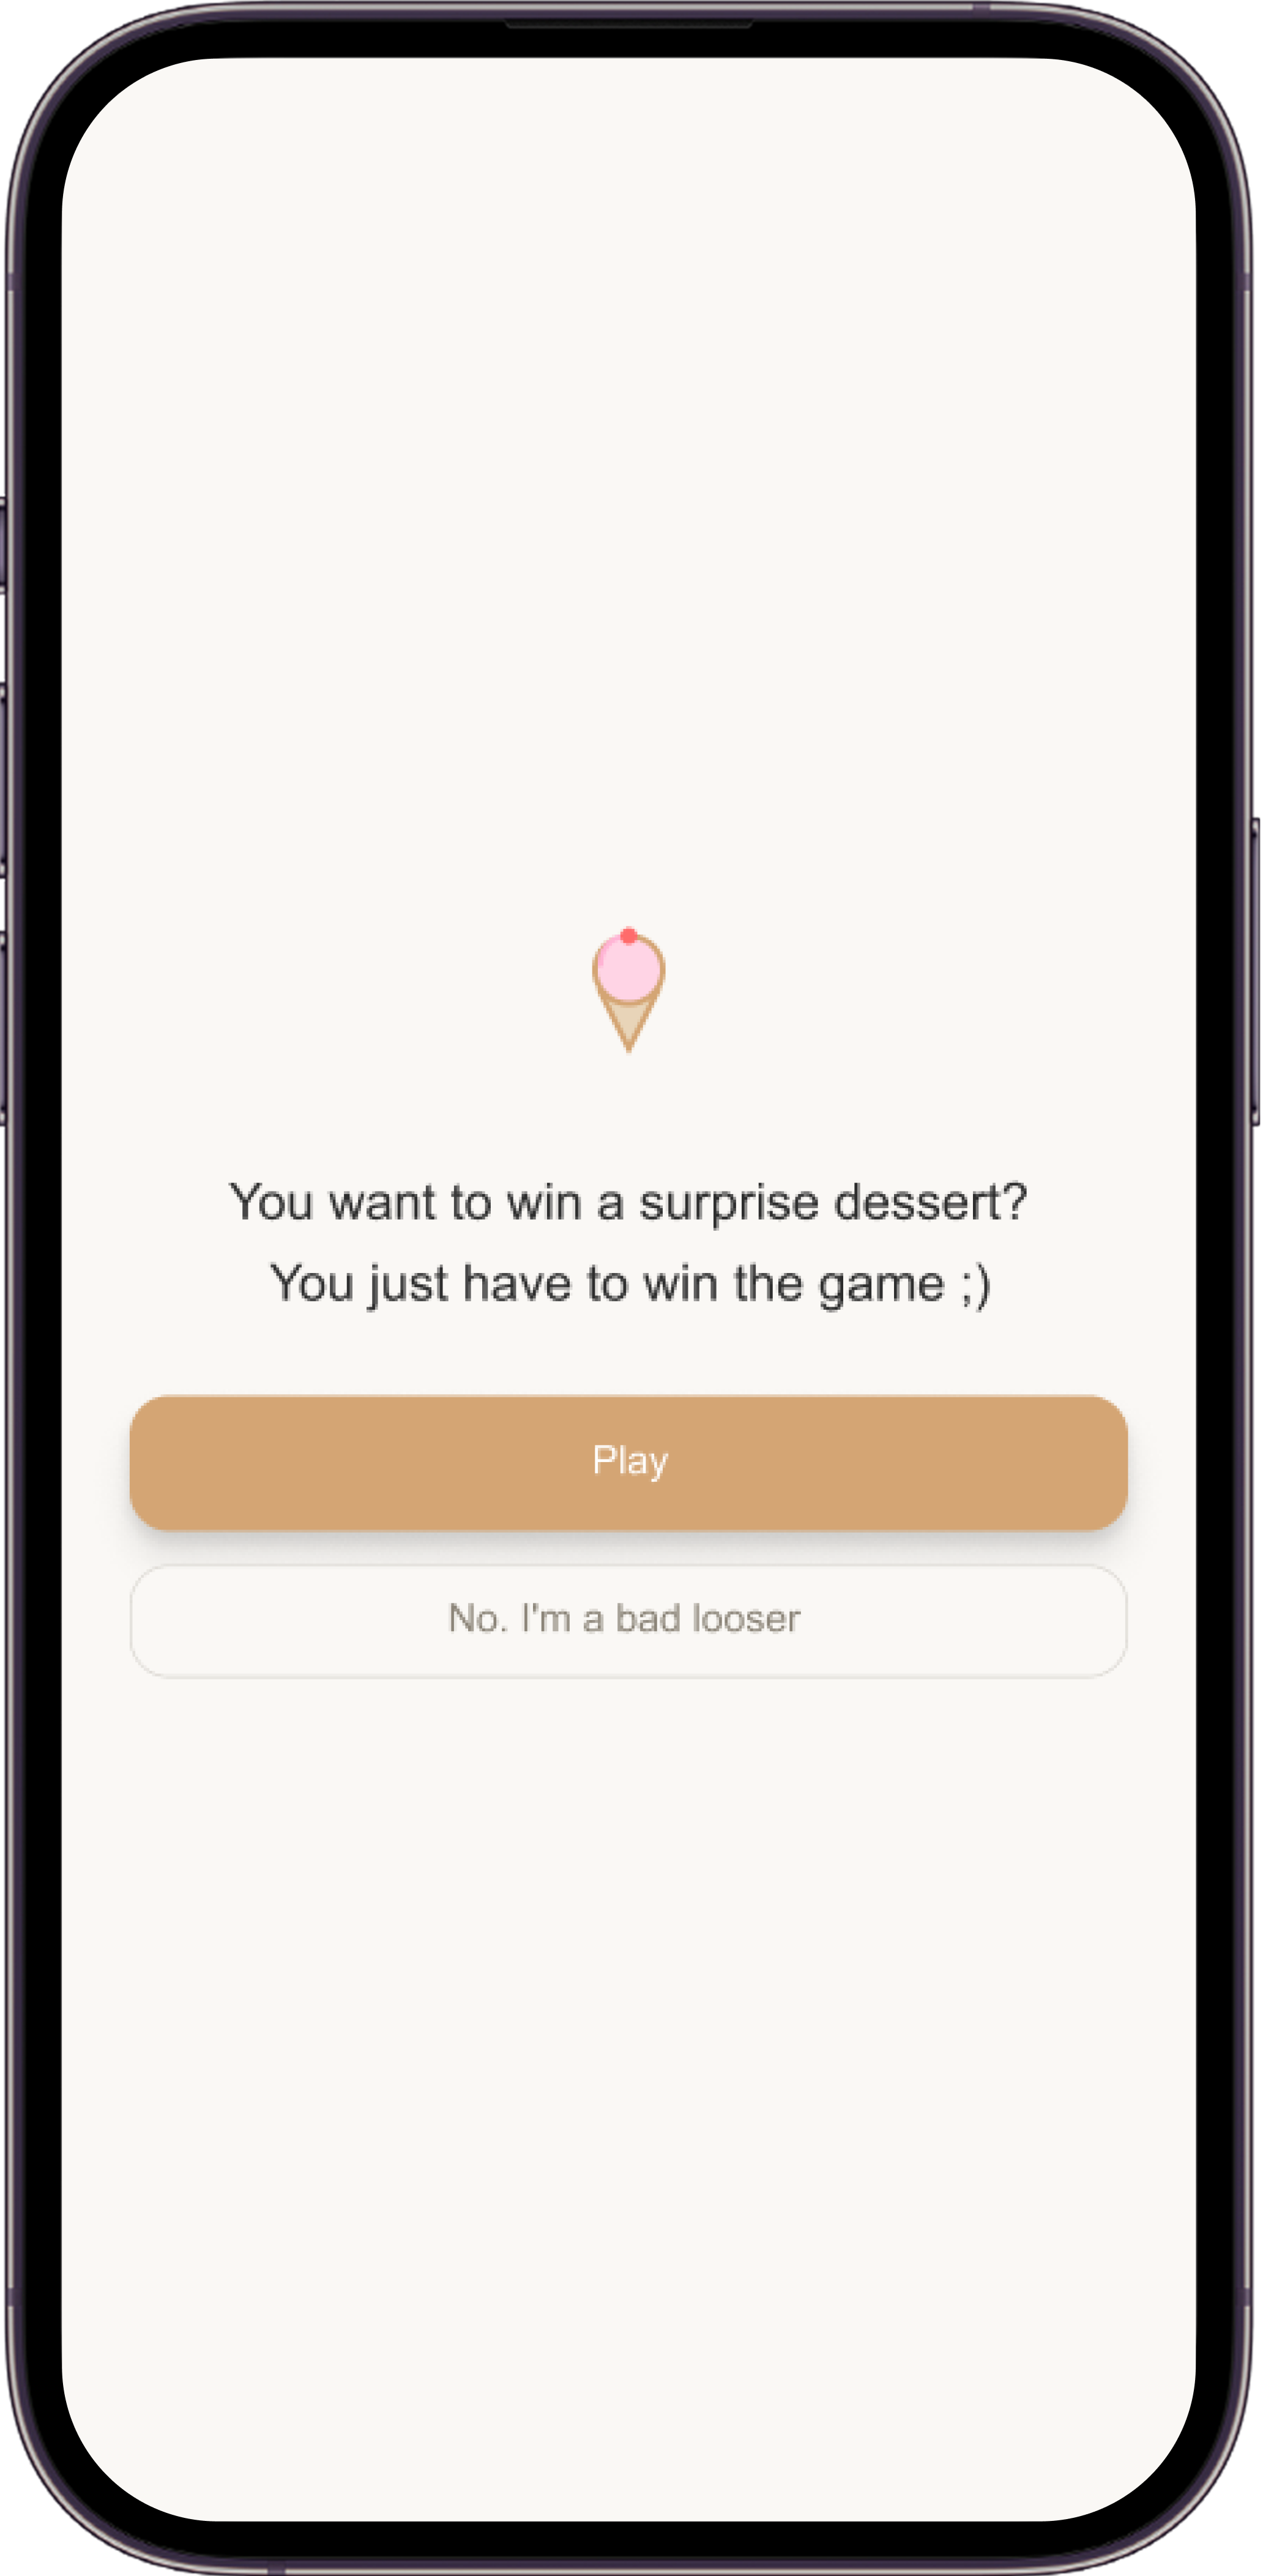 You want to win a surprise dessert?
You just have to win the game ;)
Play
No. I'm a bad looser